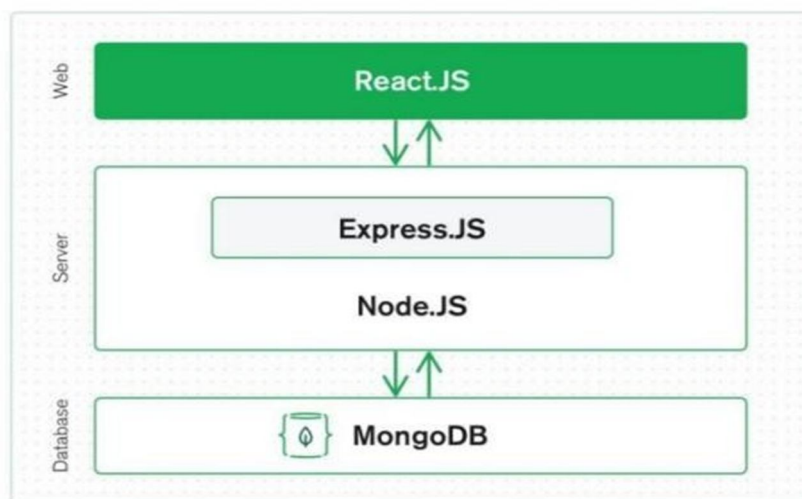 Web
React.JS
Server
Express.JS
Node.JS
Database
MongoDB